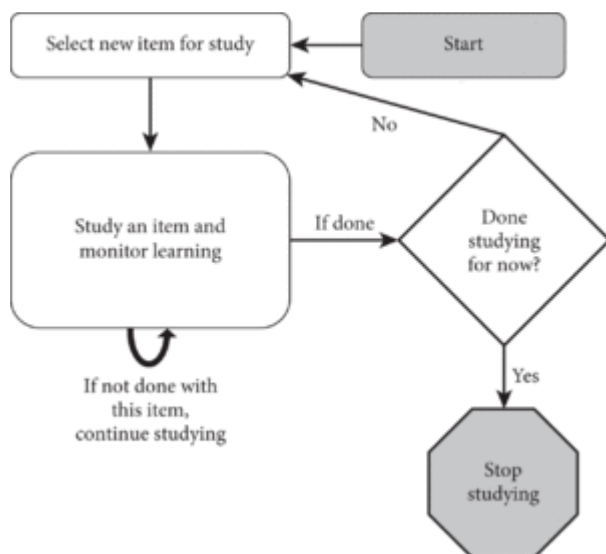 Select new item for study
Start
No
Study an item and
monitor learning
If done
Done
studying
for now?
If not done with
this item,
continue studying
Yes
Stop
studying